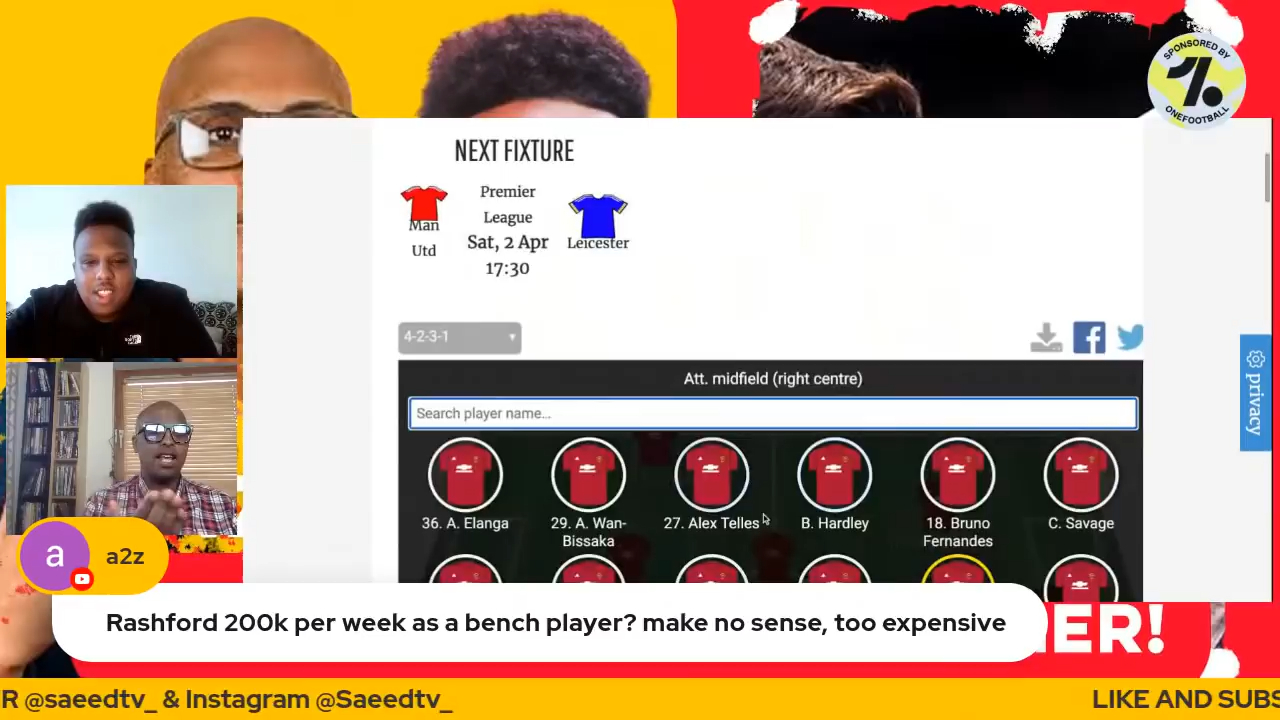 SPONSORED BY
ONEFOOTBALL
NEXT FIXTURE
Man
Utd
Premier
League
Sat, 2 Apr
17:30
Leicester
4-2-3-1
privacy
Att. midfield (right centre)
Search player name...
36. A. Elanga
29. A. Wan-
Bissaka
27. Alex Telles
B. Hardley
18. Bruno
Fernandes
C. Savage
a
a2z
Rashford 200k per week as a bench player? make no sense, too expensive
ER!
R @saeedtv_ & Instagram @Saeedtv_
LIKE AND SUBS